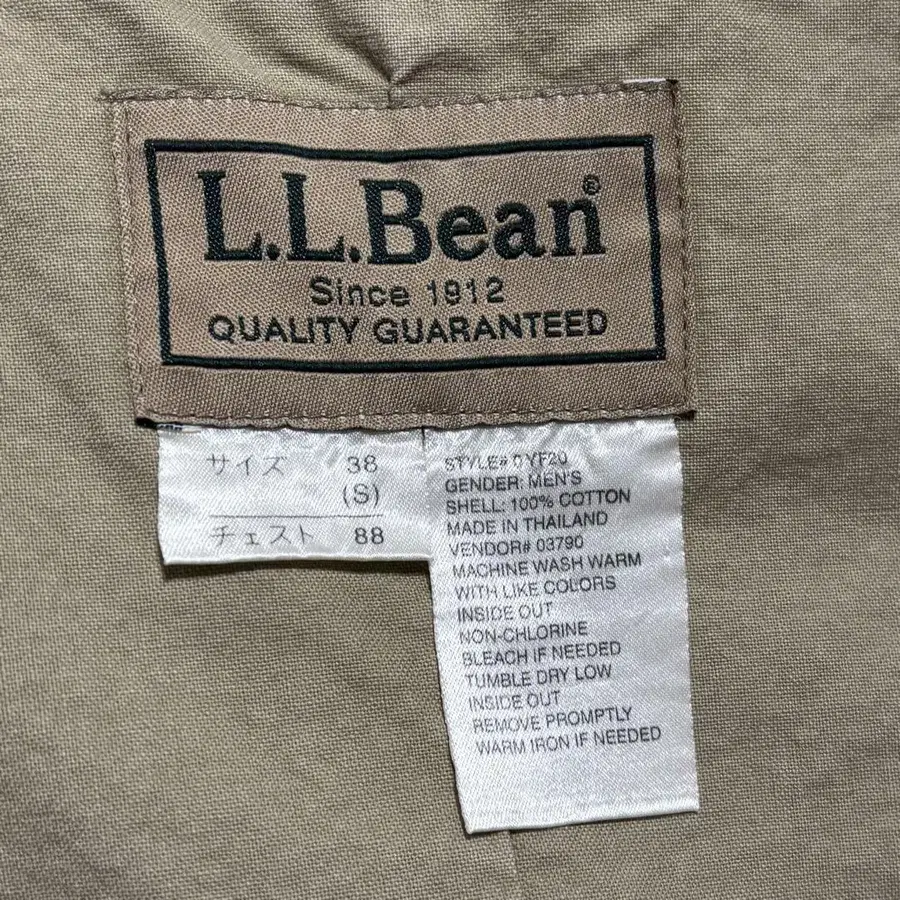 L.L.Bean®
Since 1912
QUALITY GUARANTEED
サイズ 38
(S)
チェスト 88
STYLE#
GENDER: MEN'S
SHELL: 100% COTTON
MADE IN THAILAND
VENDOR# 03790
MACHINE WASH WARM
WITH LIKE COLORS
INSIDE OUT
NON-CHLORINE
BLEACH IF NEEDED
TUMBLE DRY LOW
INSIDE OUT
REMOVE PROMPTLY
WARM IRON IF NEEDED